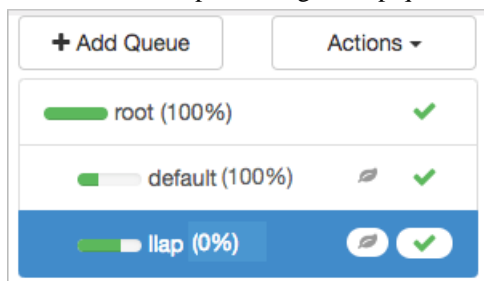 + Add Queue
Actions
root (100%)
default (100%)
llap (0%)